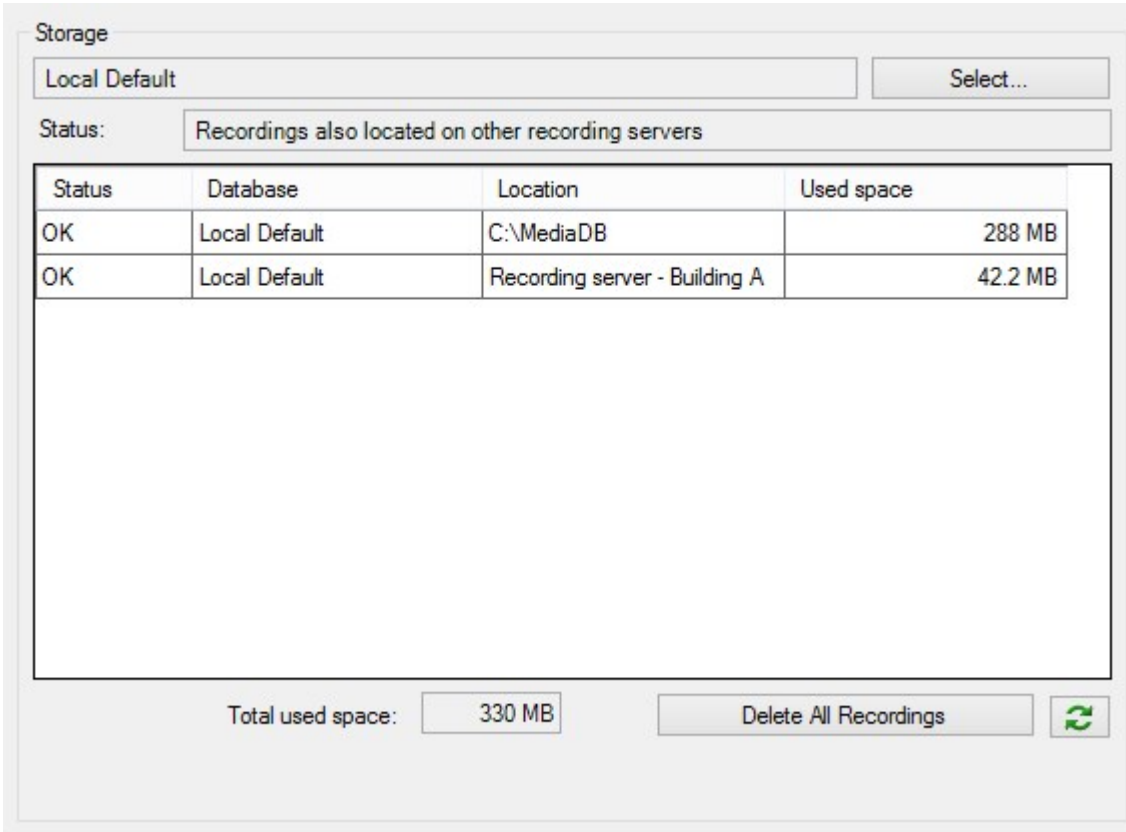 Storage
Local Default Select...
Status: Recordings also located on other recording servers
Status Database Location Used space
OK Local Default C:\MediaDB 288 MB
OK Local Default Recording server - Building A 42.2 MB
Total used space: 330 MB Delete All Recordings